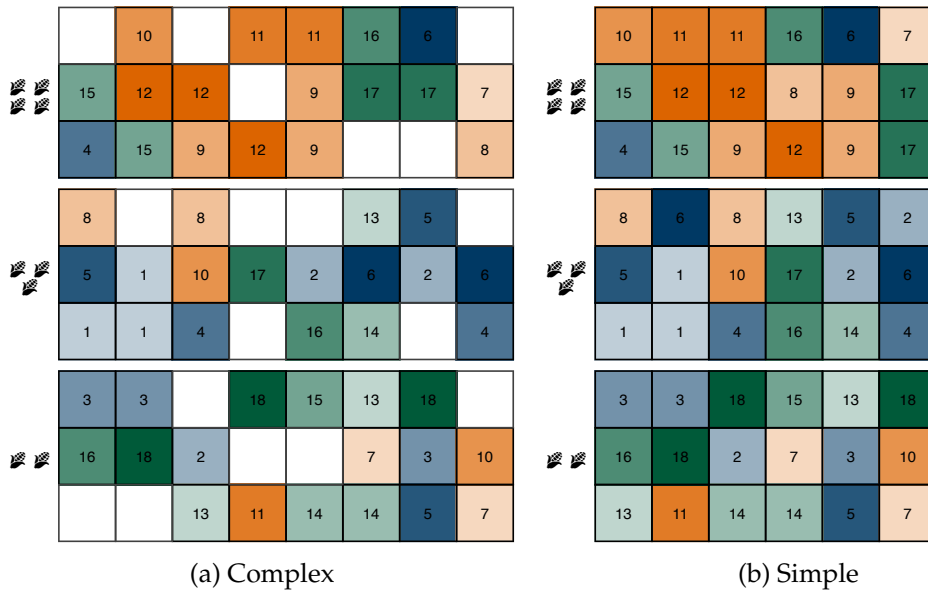 10 11 11 16 6 10 11 11 16 6 7
15 12 12 9 17 17 7 15 12 12 8 9 17
4 15 9 12 9 8 4 15 9 12 9 17
8 8 13 5 8 6 8 13 5 2
5 1 10 17 2 6 2 6 5 1 10 17 2 6
1 1 4 16 14 4 1 1 4 16 14 4
3 3 18 15 13 18 3 3 18 15 13 18
16 18 2 7 3 10 16 18 2 7 3 10
13 11 14 14 5 7 13 11 14 14 5 7
(a) Complex (b) Simple